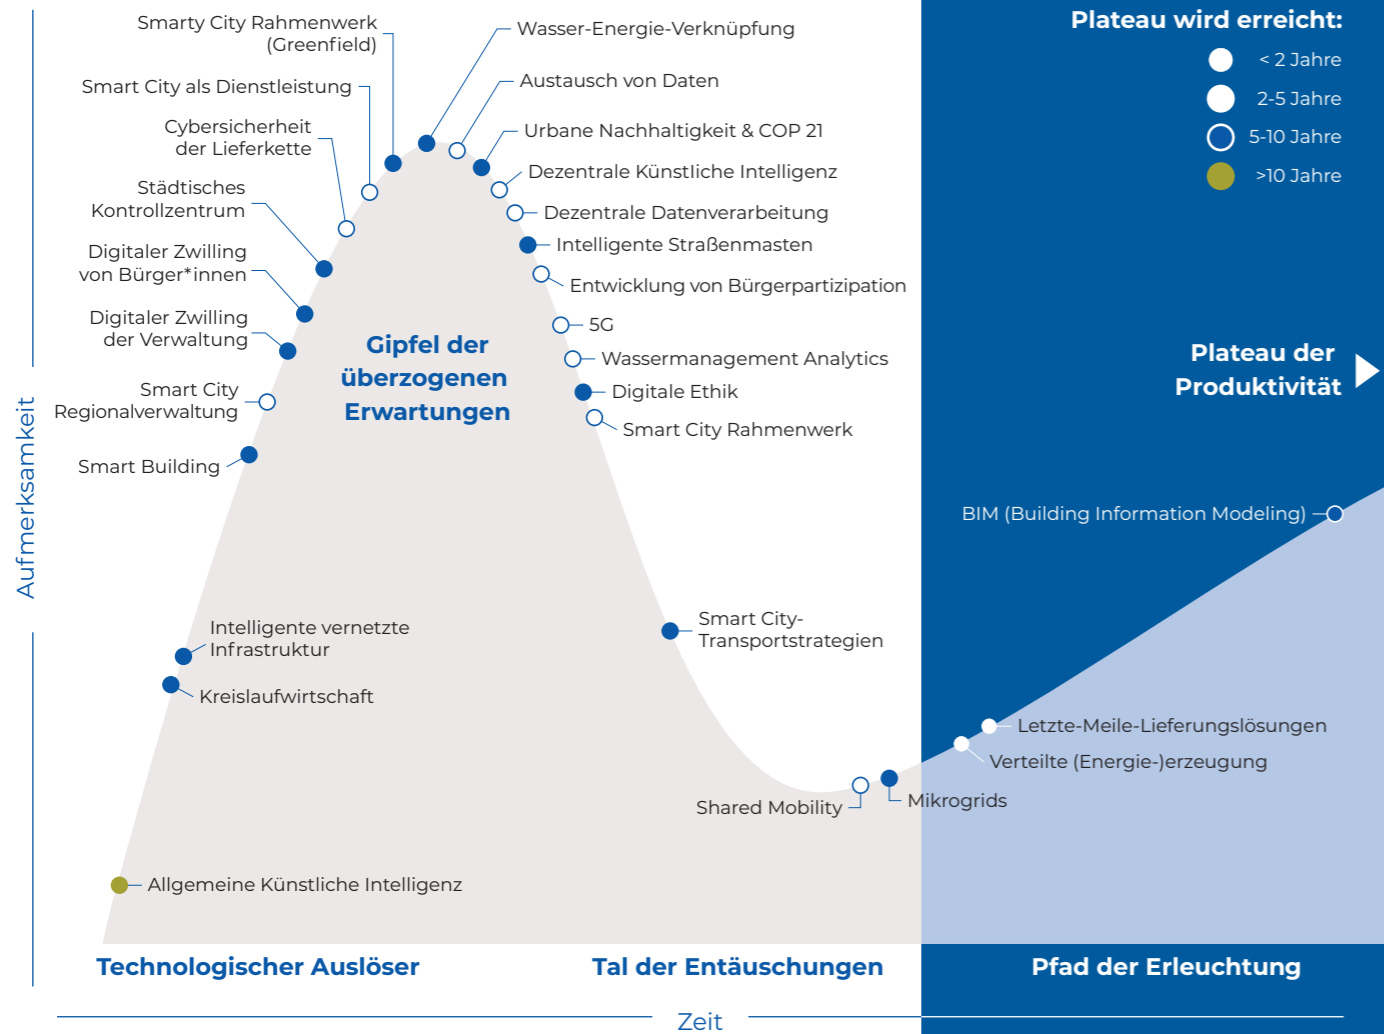 Smarty City Rahmenwerk
(Greenfield)
Smart City als Dienstleistung
Cybersicherheit
der Lieferkette
Städtisches
Kontrollzentrum
Digitaler Zwilling
von Bürger*innen
Digitaler Zwilling
der Verwaltung
Smart City
Regionalverwaltung
Smart Building
Intelligente vernetzte
Infrastruktur
Kreislaufwirtschaft
Allgemeine Künstliche Intelligenz
Wasser-Energie-Verknüpfung
Austausch von Daten
Urbane Nachhaltigkeit & COP 21
Dezentrale Künstliche Intelligenz
Dezentrale Datenverarbeitung
Intelligente Straßenmasten
Entwicklung von Bürgerpartizipation
5G
Wassermanagement Analytics
Digitale Ethik
Smart City Rahmenwerk
Gipfel der
überzogenen
Erwartungen
Smart City-
Transportstrategien
Shared Mobility
Mikrogrids
Plateau wird erreicht:
< 2 Jahre
2-5 Jahre
5-10 Jahre
>10 Jahre
Plateau der
Produktivität
BIM (Building Information Modeling)
Letzte-Meile-Lieferungslösungen
Verteilte (Energie-)erzeugung
Aufmerksamkeit
Technologischer Auslöser
Tal der Entäuschungen
Pfad der Erleuchtung
Zeit